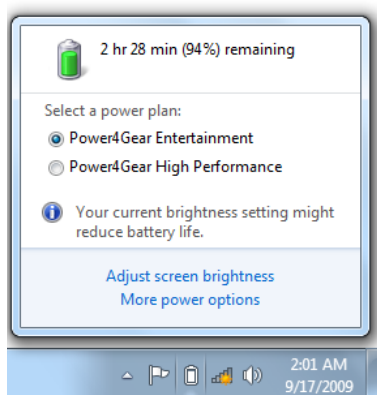 2 hr 28 min (94%) remaining
Select a power plan:
Power4Gear Entertainment
Power4Gear High Performance
Your current brightness setting might
reduce battery life.
Adjust screen brightness
More power options
2:01 AM
9/17/2009